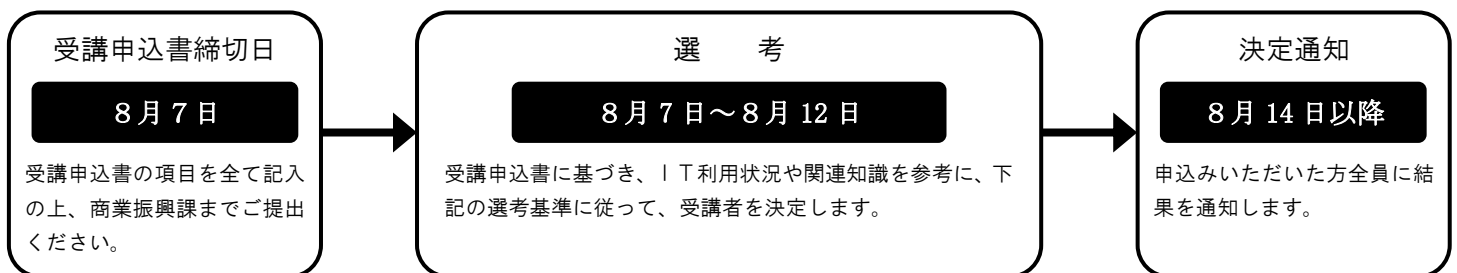 受講申込書締切日
８月７日
受講申込書の項目を全て記入
の上、商業振興課までご提出
ください。
選　　考
８月７日～８月 12 日
受講申込書に基づき、ＩＴ利用状況や関連知識を参考に、下
記の選考基準に従って、受講者を決定します。
決定通知
８月 14 日以降
申込みいただいた方全員に結
果を通知します。